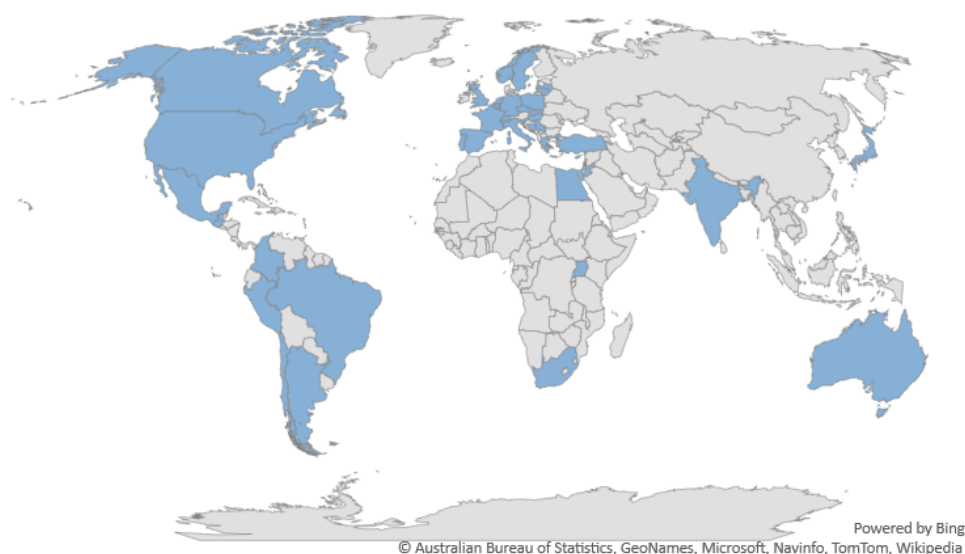 Powered by Bing
© Australian Bureau of Statistics, GeoNames, Microsoft, Navinfo, TomTom, Wikipedia